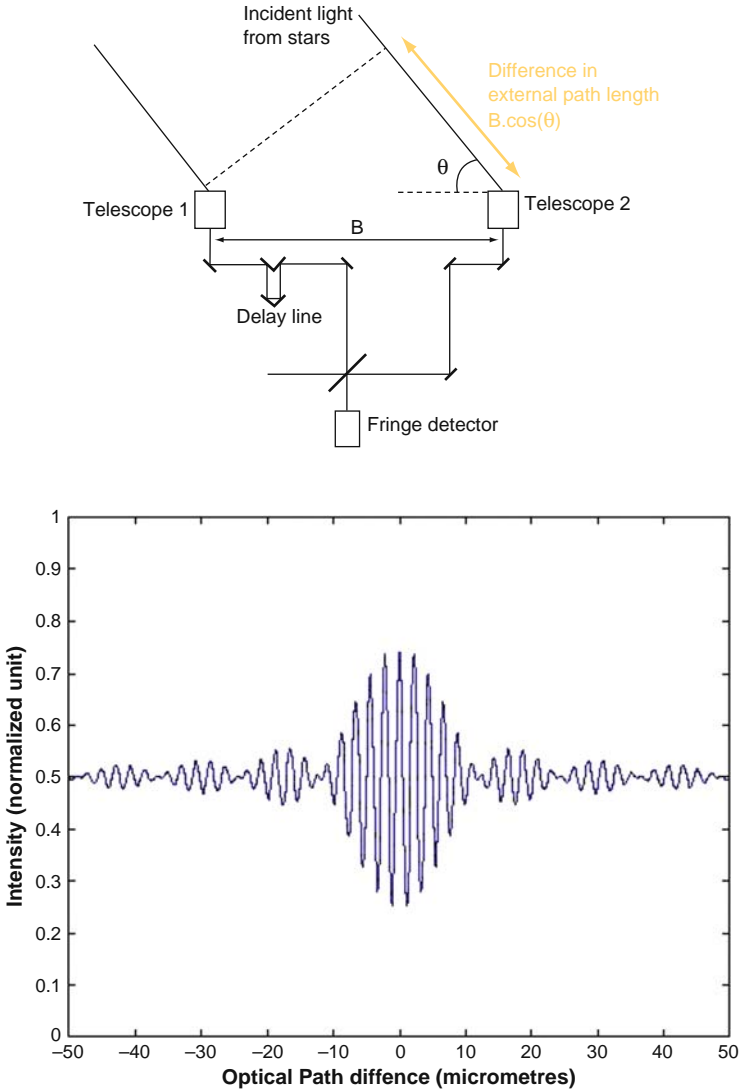 Incident light
from stars
Difference in
external path length
B.cos(θ)
θ
Telescope 1
Telescope 2
B
Delay line
Fringe detector
1
0.9
0.8
0.7
0.6
0.5
0.4
0.3
0.2
0.1
0
Intensity (normalized unit)
–50 –40 –30 –20 –10 0 10 20 30 40 50
Optical Path diffence (micrometres)